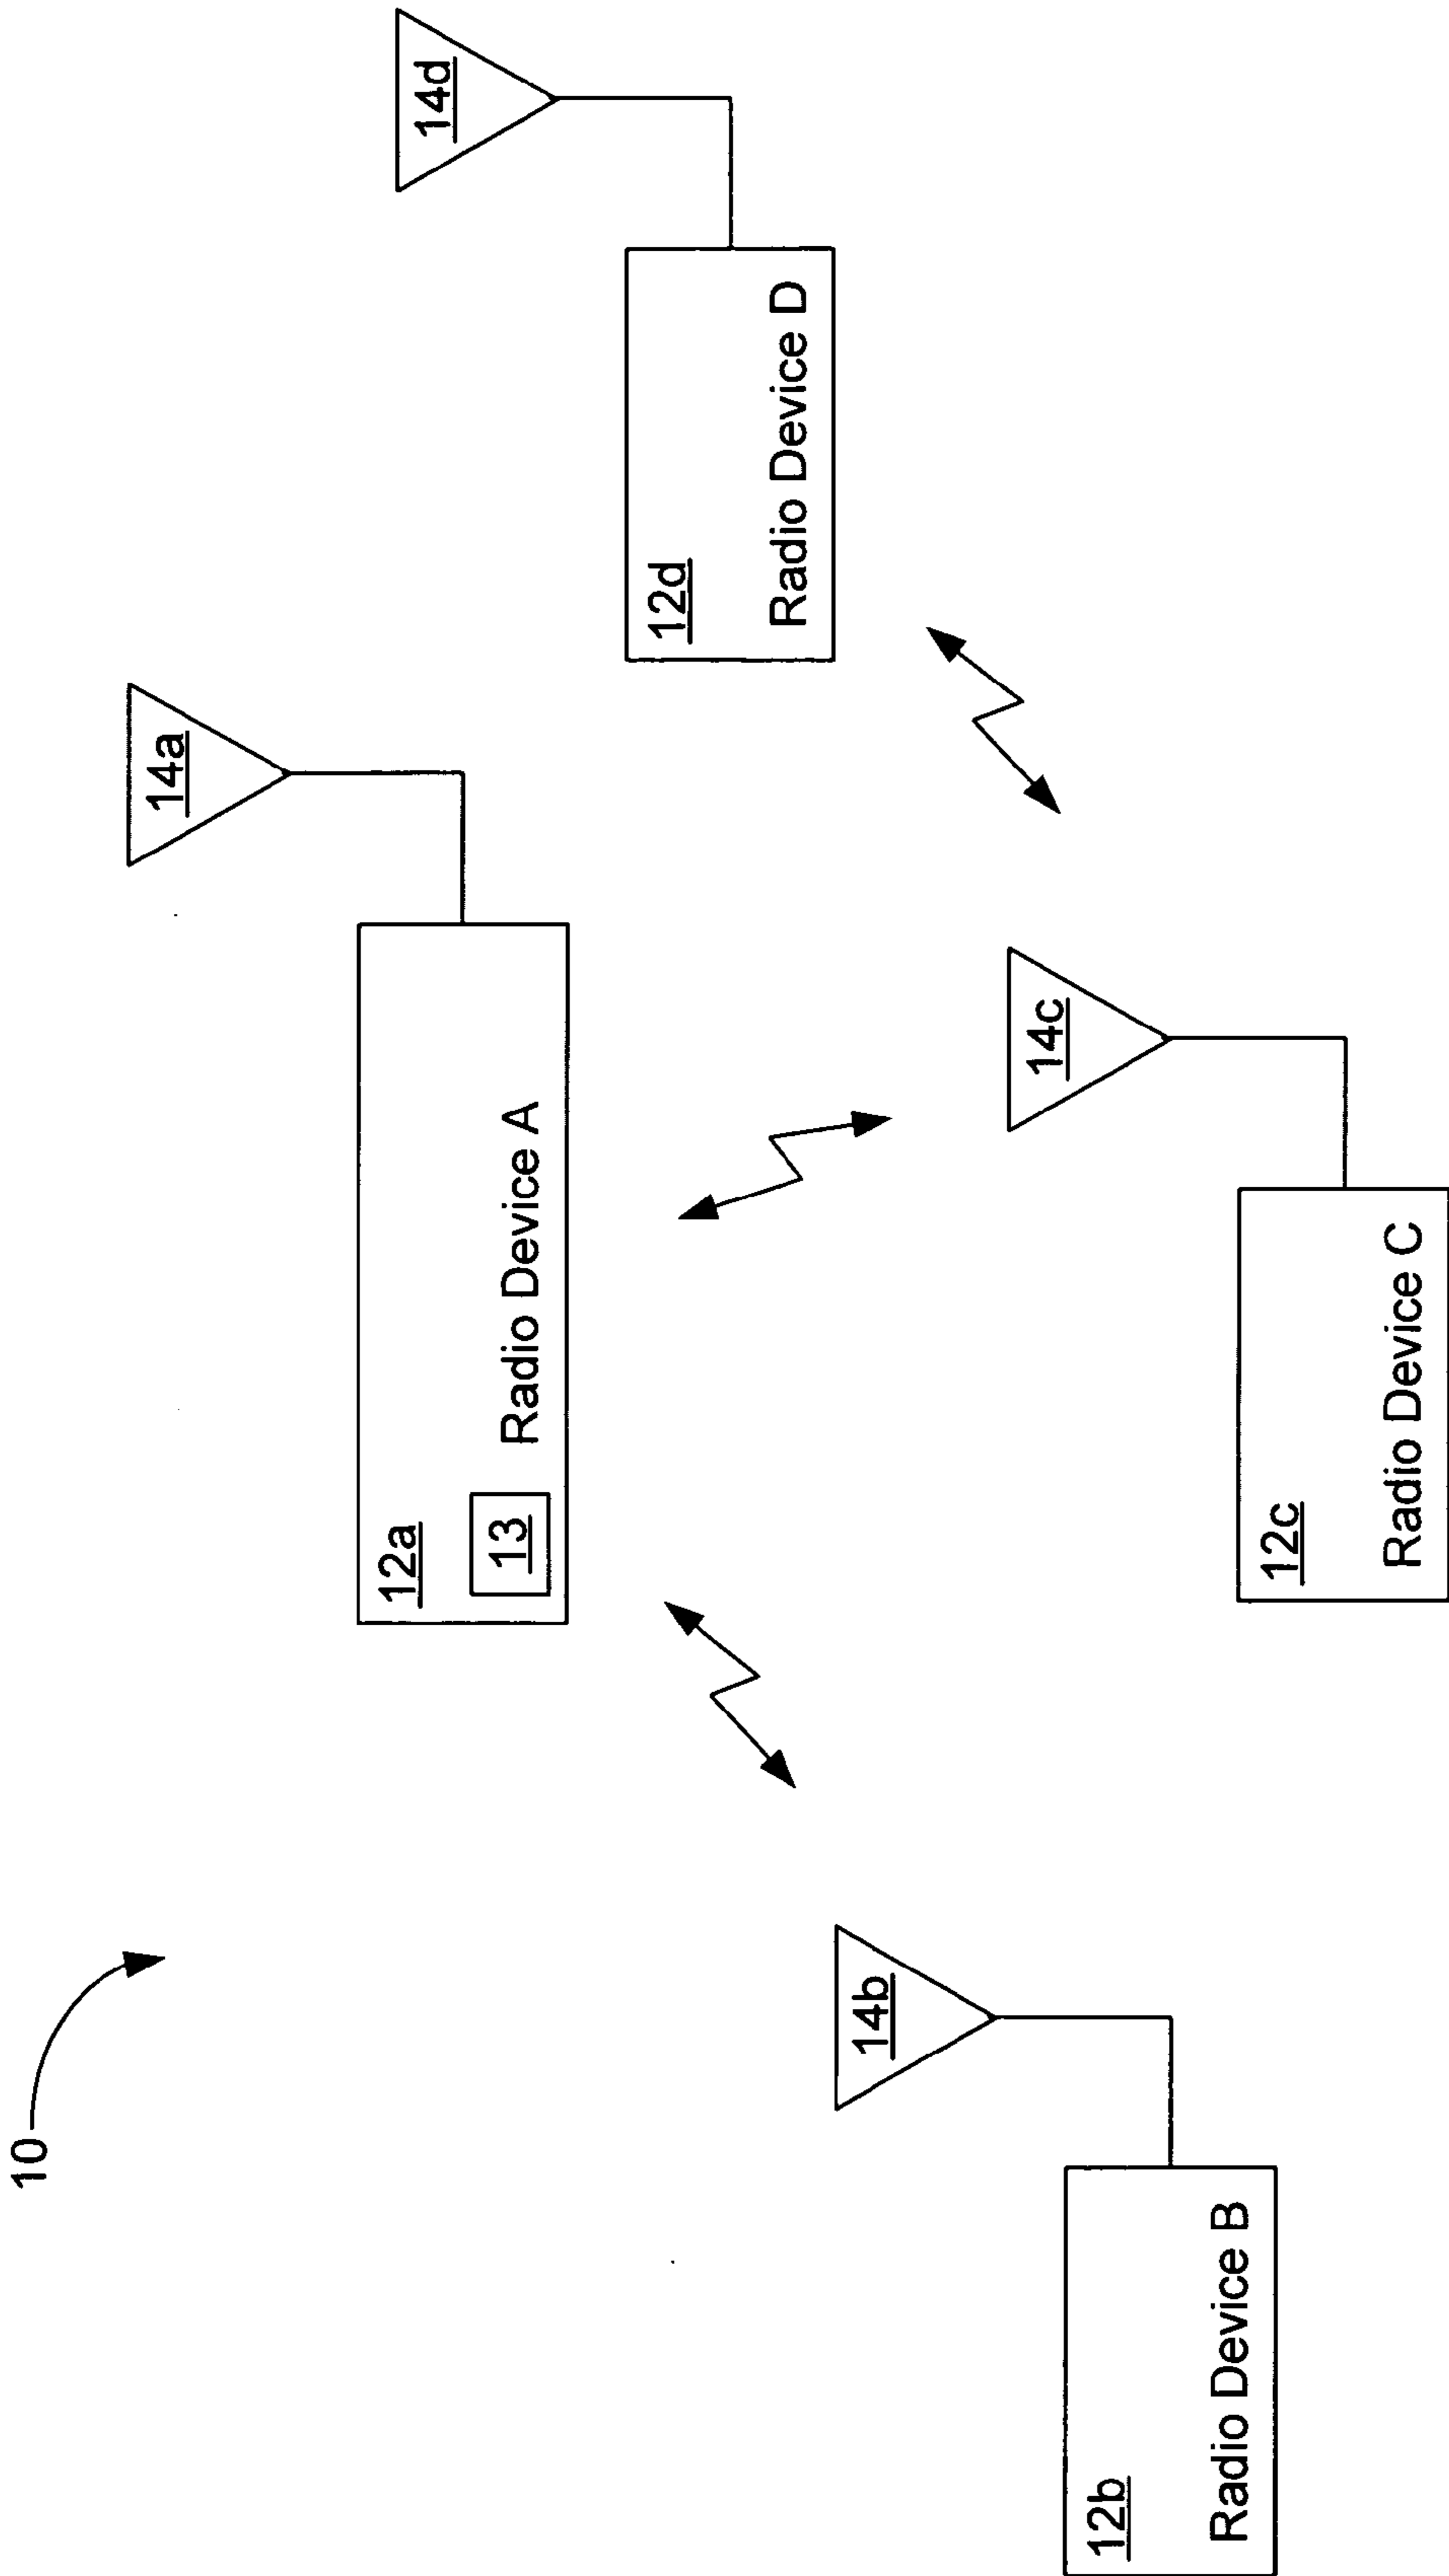 10
14a
12a
13
Radio Device A
14d
12d
Radio Device D
14b
12b
Radio Device B
14c
12c
Radio Device C